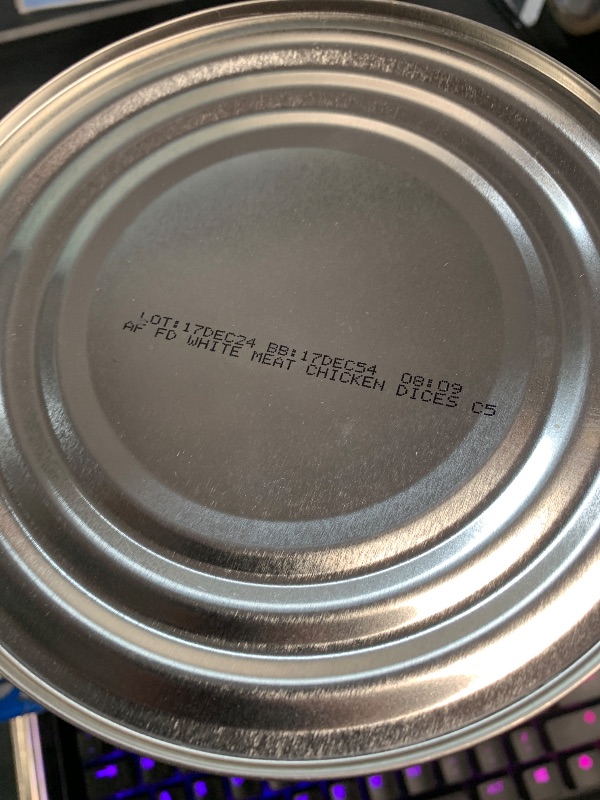 LOT:17DEC24 BB:17DEC54 08:09
AF FD WHITE MEAT CHICKEN DICES C5